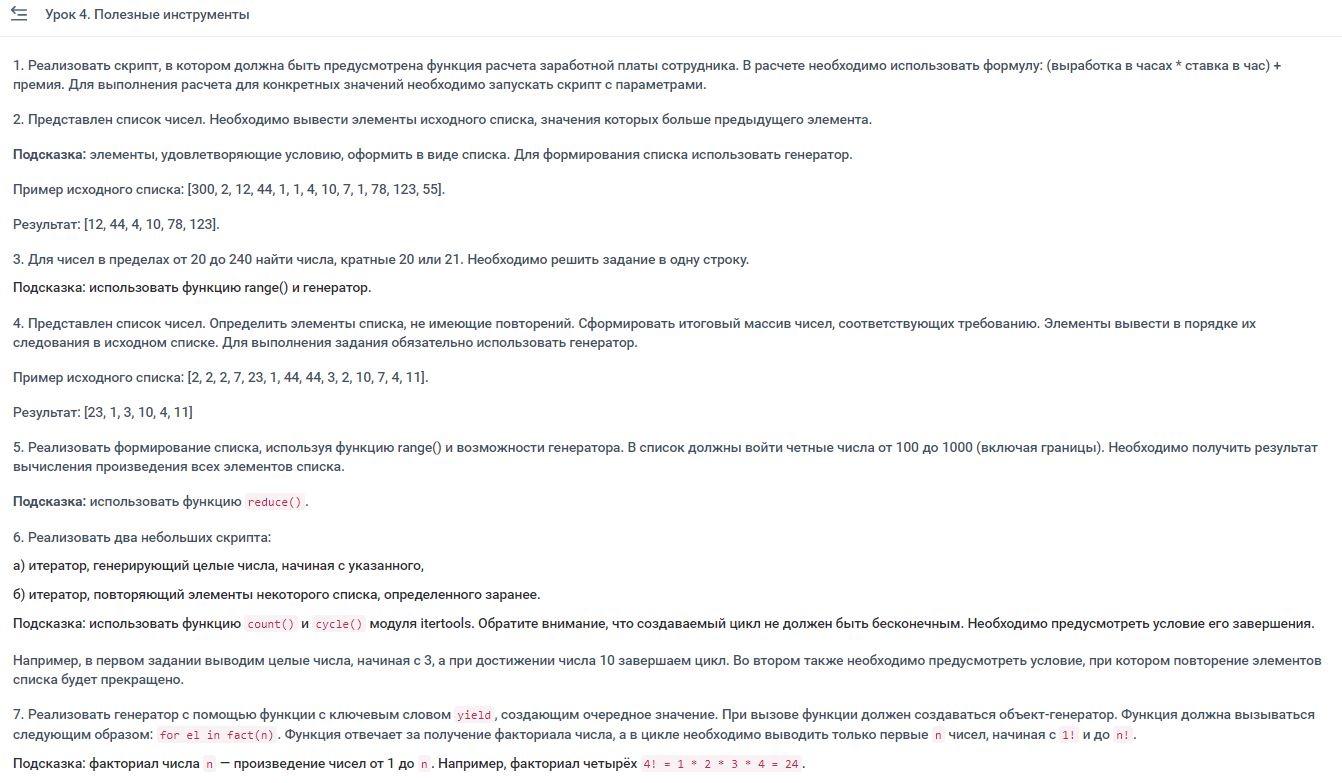 Урок 4. Полезные инструменты
1. Реализовать скрипт, в котором должна быть предусмотрена функция расчета заработной платы сотрудника. В расчете необходимо использовать формулу: (выработка в часах * ставка в час) +
премия. Для выполнения расчета для конкретных значений необходимо запускать скрипт с параметрами.
2. Представлен список чисел. Необходимо вывести элементы исходного списка, значения которых больше предыдущего элемента.
Подсказка: элементы, удовлетворяющие условию, оформить в виде списка. Для формирования списка использовать генератор.
Пример исходного списка: [300, 2, 12, 44, 1, 1, 4, 10, 7, 1, 78, 123, 55].
Результат: [12, 44, 4, 10, 78, 123].
3. Для чисел в пределах от 20 до 240 найти числа, кратные 20 или 21. Необходимо решить задание в одну строку.
Подсказка: использовать функцию range() и генератор.
4. Представлен список чисел. Определить элементы списка, не имеющие повторений. Сформировать итоговый массив чисел, соответствующих требованию. Элементы вывести в порядке их
следования в исходном списке. Для выполнения задания обязательно использовать генератор.
Пример исходного списка: [2, 2, 2, 7, 23, 1, 44, 44, 3, 2, 10, 7, 4, 11].
Результат: [23, 1, 3, 10, 4, 11]
5. Реализовать формирование списка, используя функцию range() и возможности генератора. В список должны войти четные числа от 100 до 1000 (включая границы). Необходимо получить результат
вычисления произведения всех элементов списка.
Подсказка: использовать функцию reduce().
6. Реализовать два небольших скрипта:
а) итератор, генерирующий целые числа, начиная с указанного,
б) итератор, повторяющий элементы некоторого списка, определенного заранее.
Подсказка: использовать функцию count() и cycle() модуля itertools. Обратите внимание, что создаваемый цикл не должен быть бесконечным. Необходимо предусмотреть условие его завершения.
Например, в первом задании выводим целые числа, начиная с 3, а при достижении числа 10 завершаем цикл. Во втором также необходимо предусмотреть условие, при котором повторение элементов
списка будет прекращено.
7. Реализовать генератор с помощью функции с ключевым словом yield, создающим очередное значение. При вызове функции должен создаваться объект-генератор. Функция должна вызываться
следующим образом: for el in fact(n). Функция отвечает за получение факториала числа, а в цикле необходимо выводить только первые n чисел, начиная с 1! и до n!.
Подсказка: факториал числа n — произведение чисел от 1 до n. Например, факториал четырёх 4! = 1 * 2 * 3 * 4 = 24.